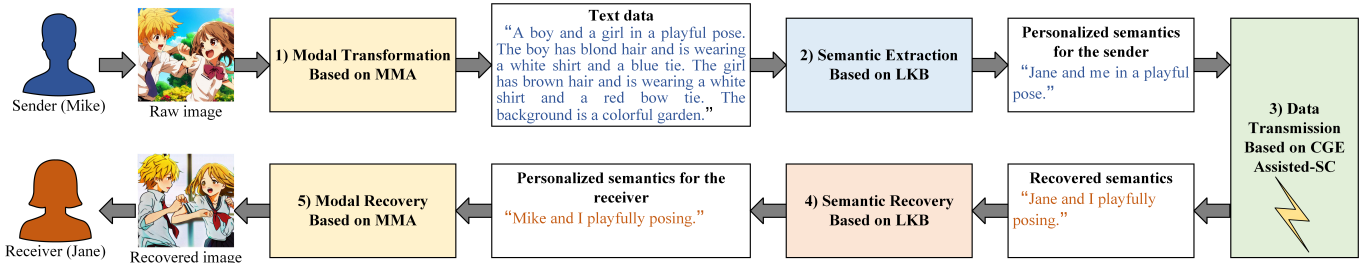 Sender (Mike)
Raw image
1) Modal Transformation
Based on MMA
Text data
“A boy and a girl in a playful pose.
The boy has blond hair and is wearing
a white shirt and a blue tie. The girl
has brown hair and is wearing a white
shirt and a red bow tie. The
background is a colorful garden.”
2) Semantic Extraction
Based on LKB
Personalized semantics
for the sender
“Jane and me in a playful
pose.”
3) Data
Transmission
Based on CGE
Assisted-SC
Recovered semantics
“Jane and I playfully
posing.”
4) Semantic Recovery
Based on LKB
Personalized semantics for the
receiver
“Mike and I playfully posing.”
5) Modal Recovery
Based on MMA
Recovered image
Receiver (Jane)